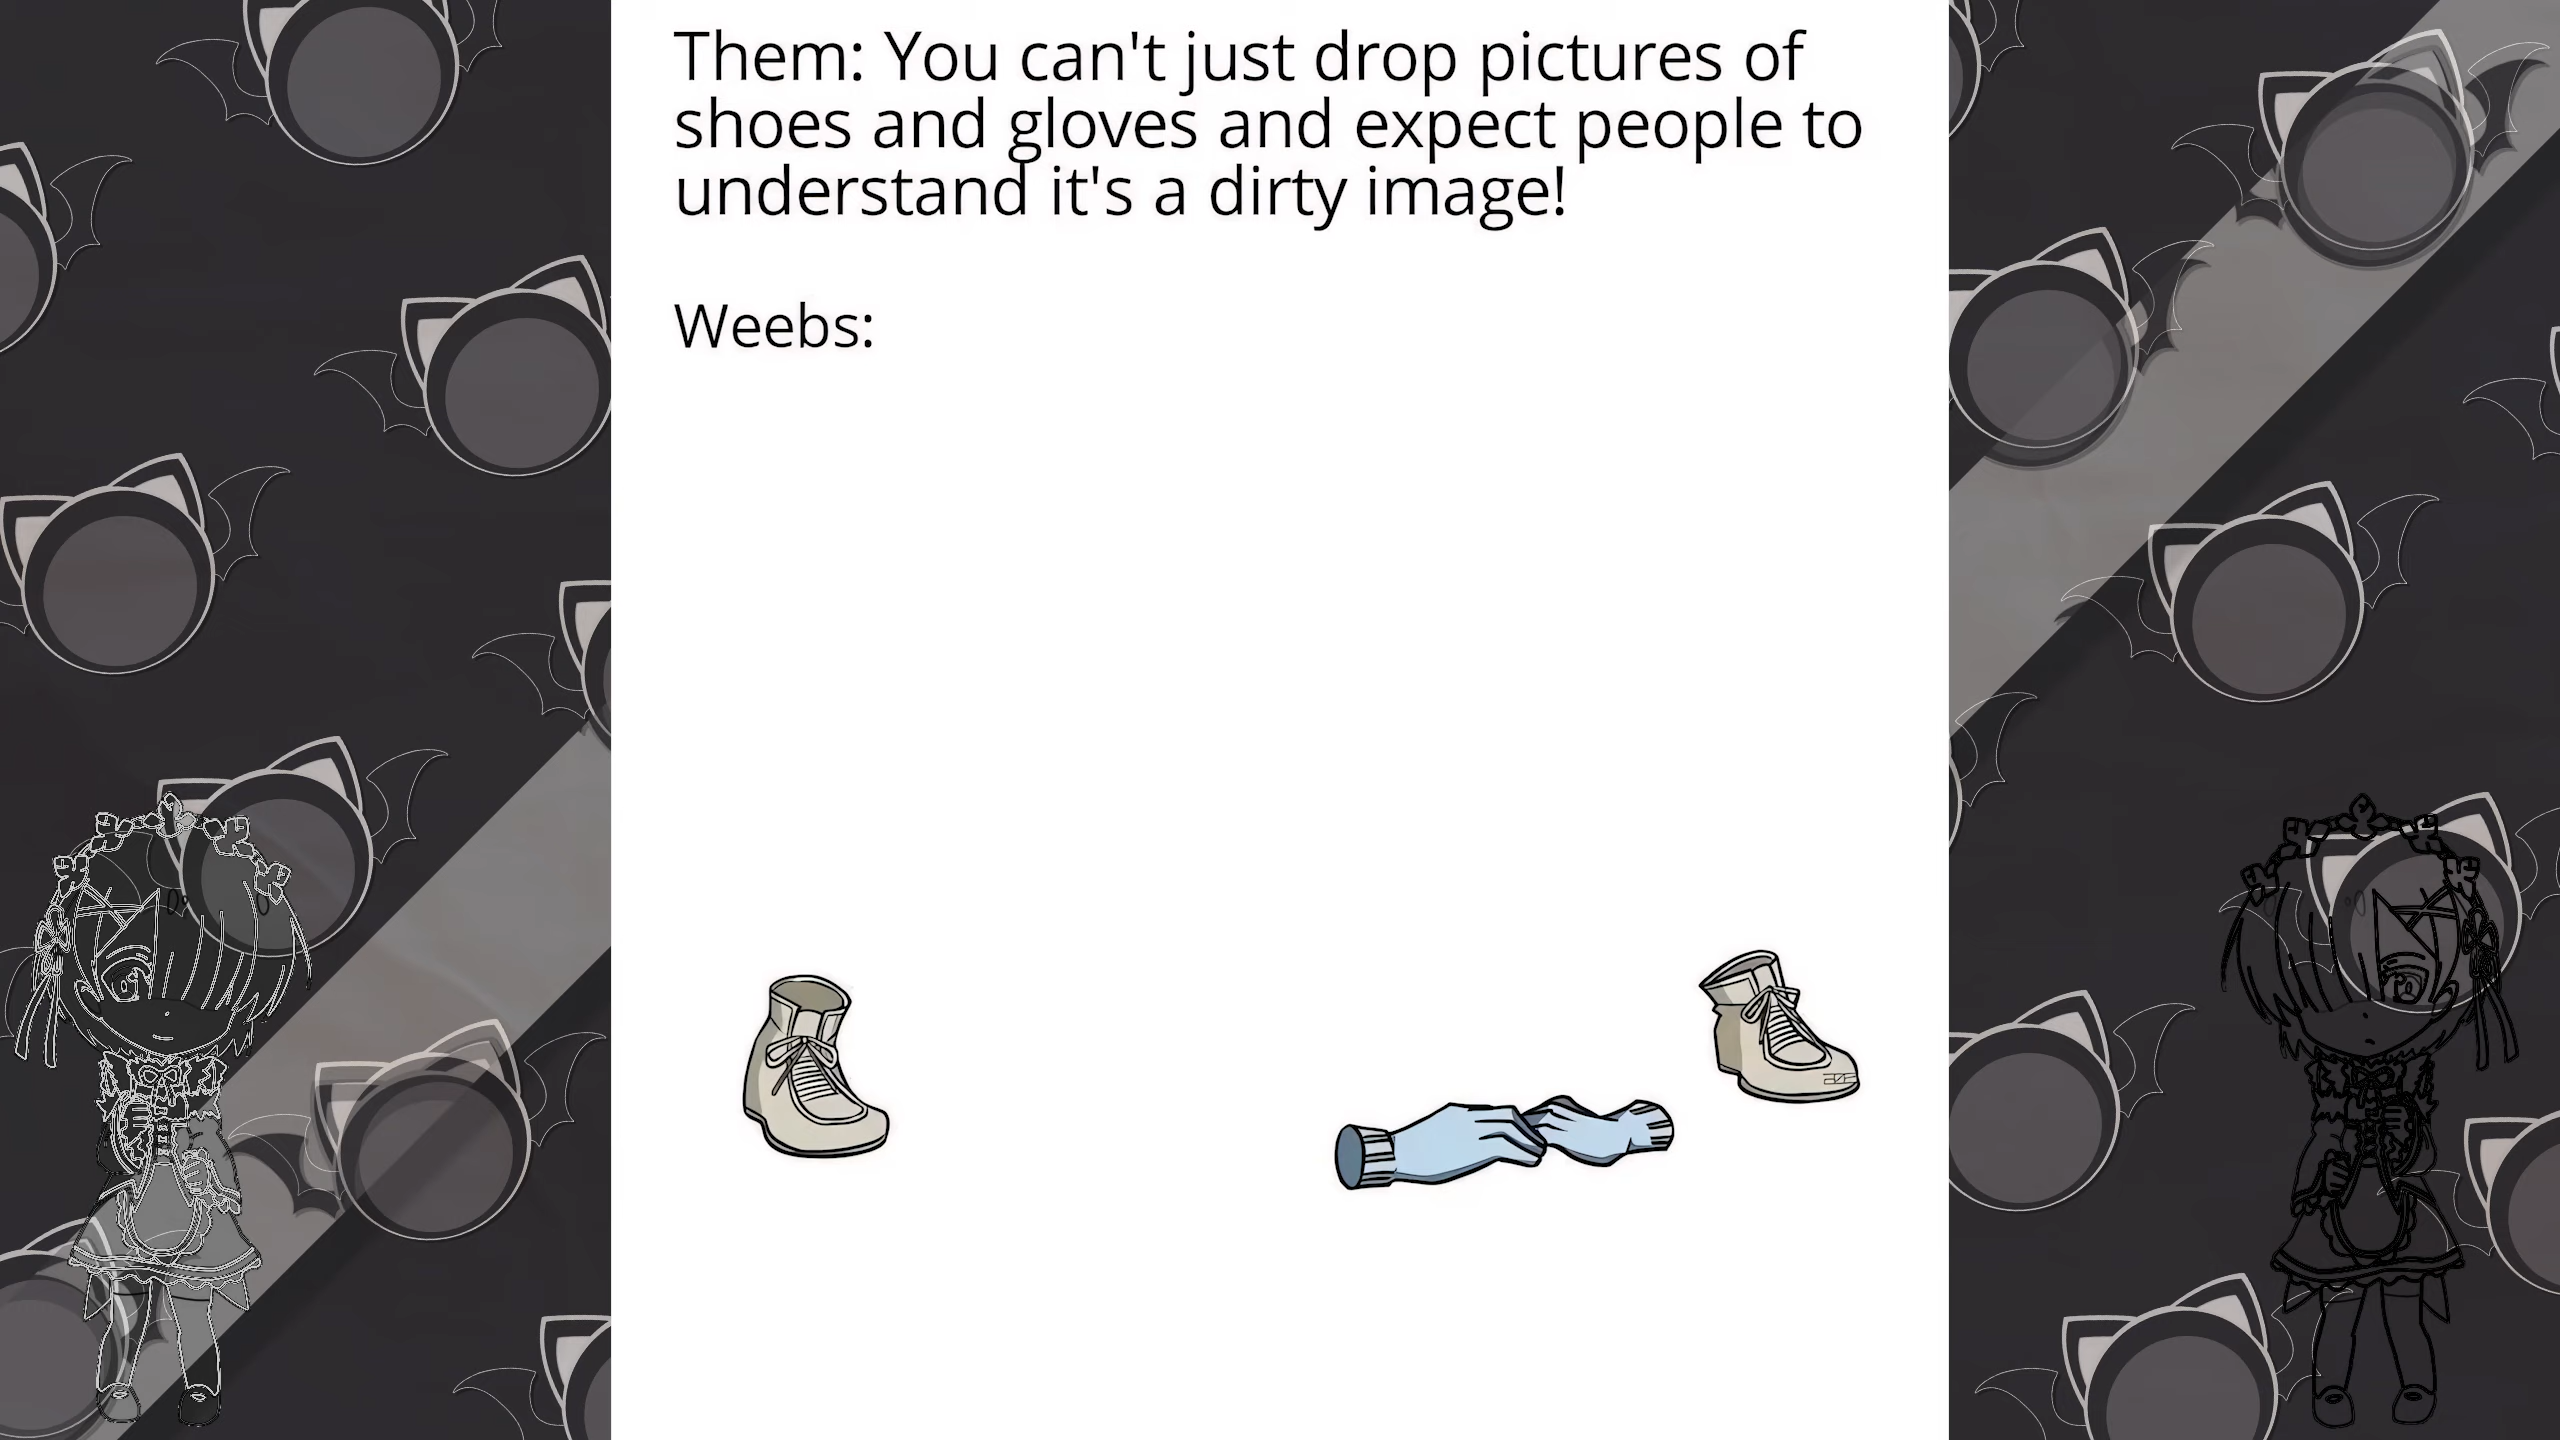 Them: You can't just drop pictures of
shoes and gloves and expect people to
understand it's a dirty image!
Weebs: